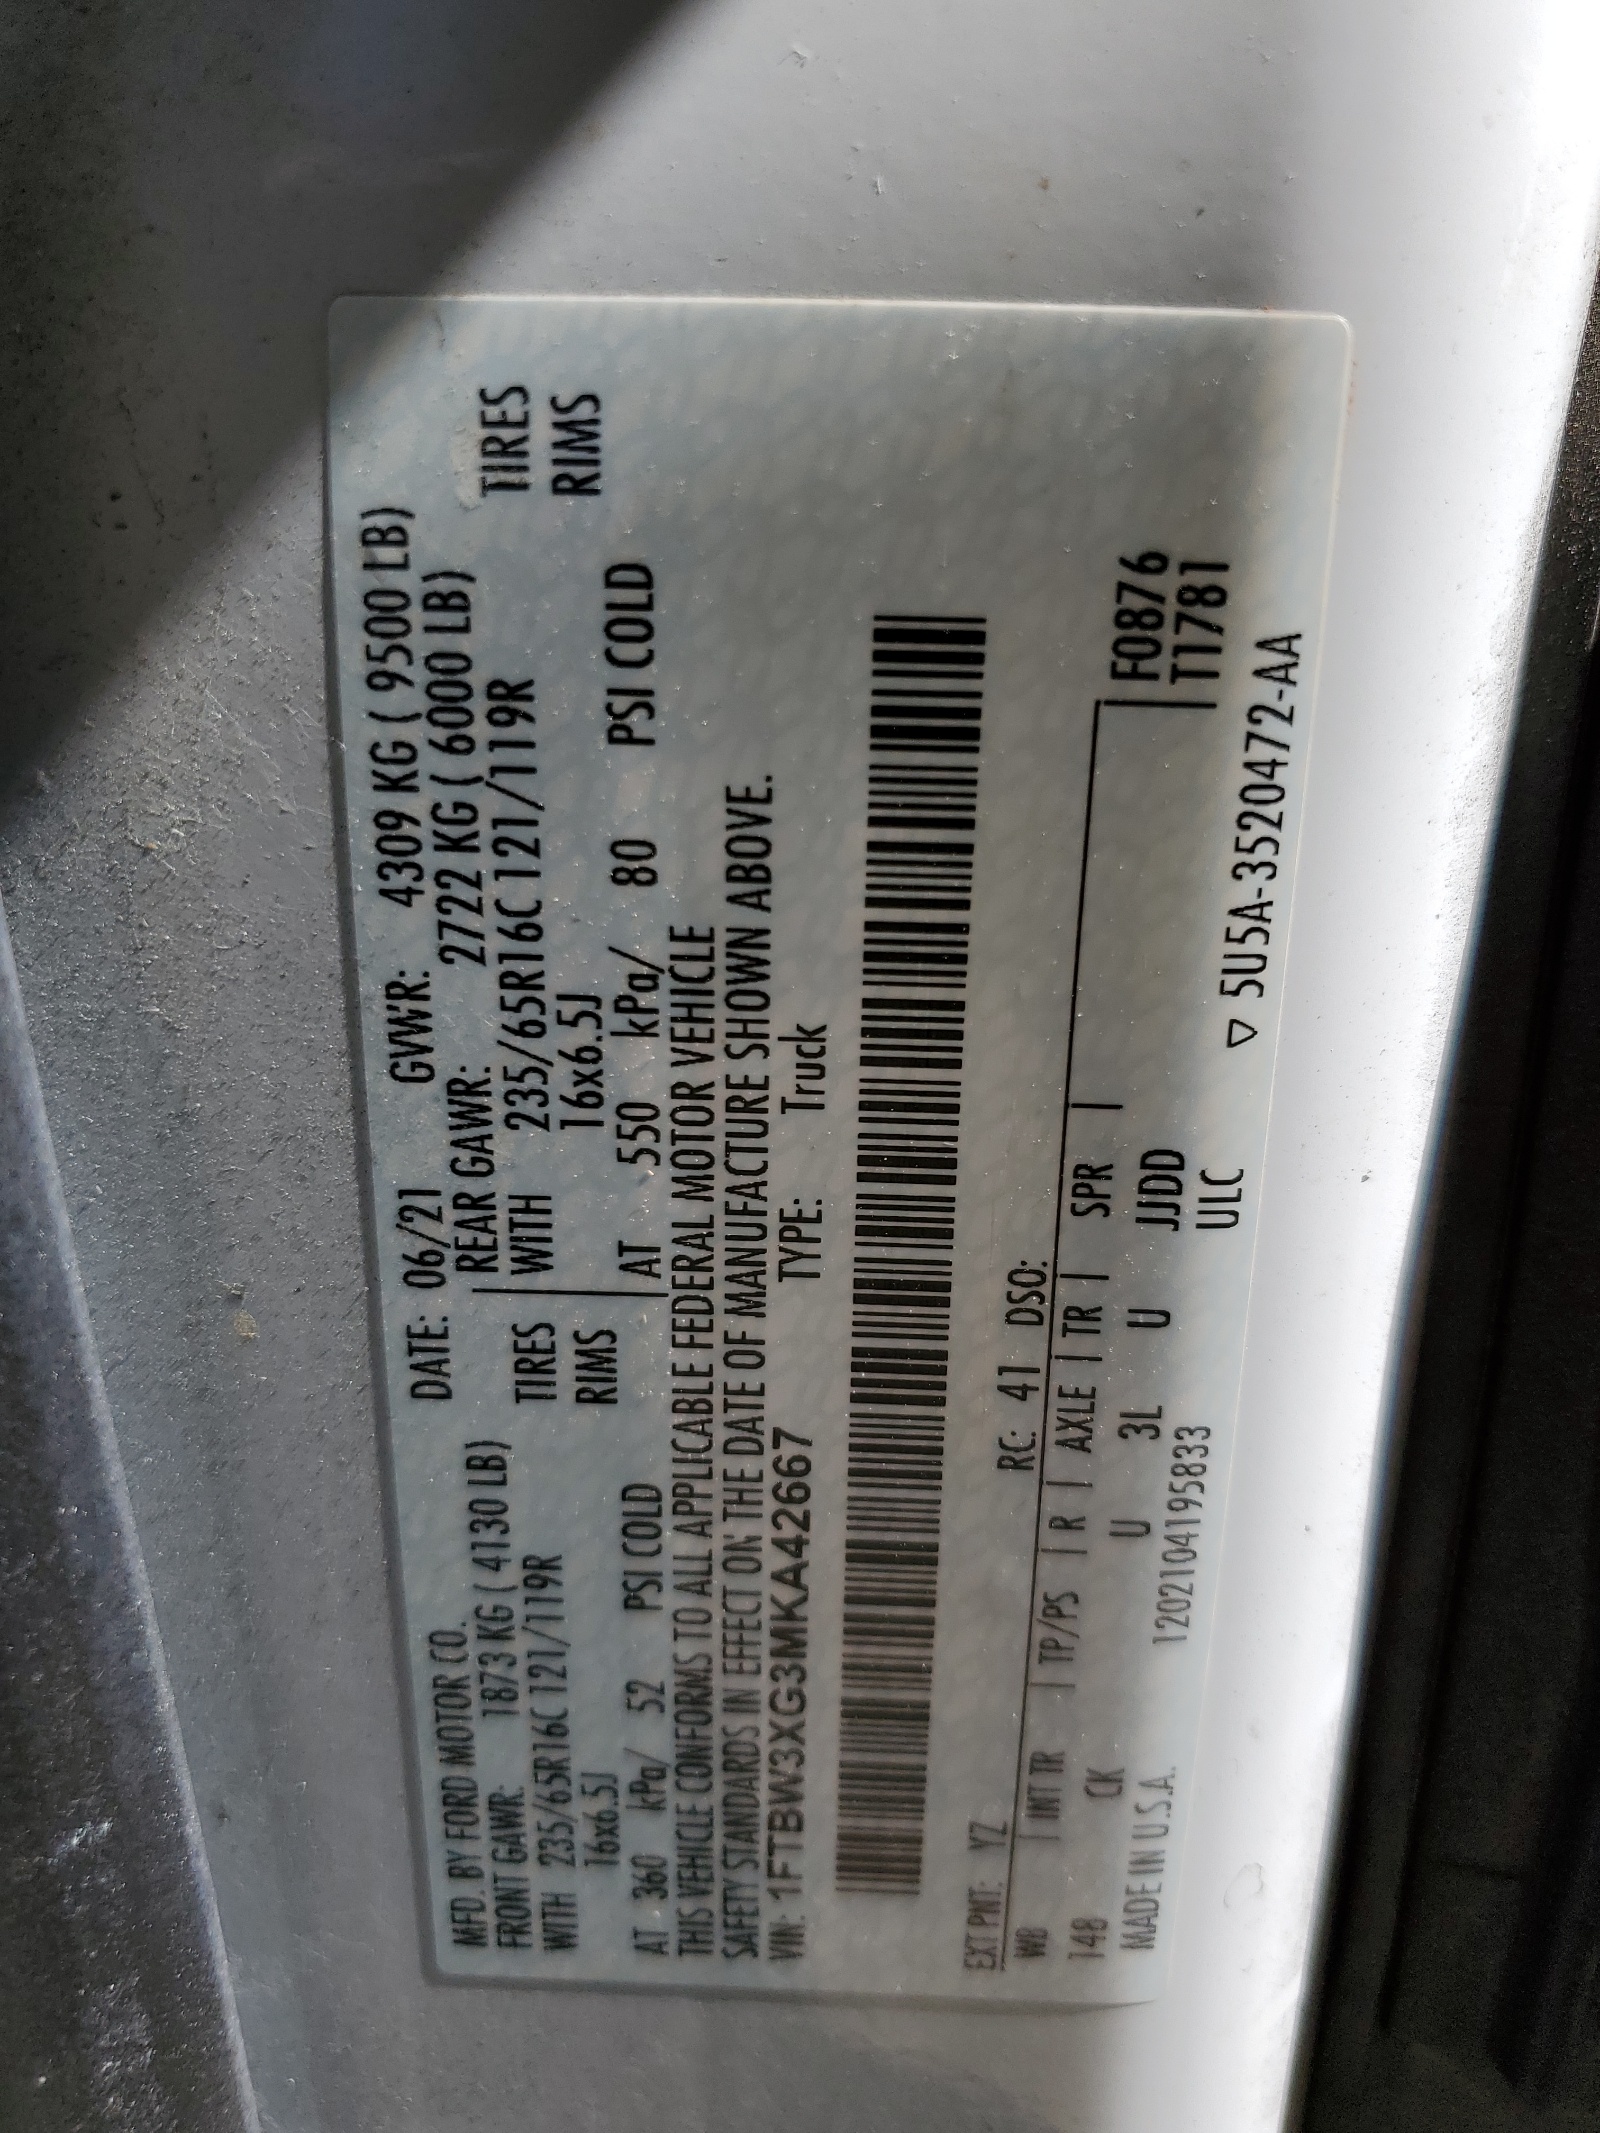 MFD. BY FORD MOTOR CO. DATE: 06/21 GVWR: 4309 KG ( 9500 LB)
FRONT GAWR: 1873 KG ( 4130 LB) REAR GAWR: 2722 KG ( 6000 LB)
WITH 235/65R16C 121/119R TIRES WITH 235/65R16C 121/119R TIRES
16x6.5J RIMS 16x6.5J RIMS
AT 360 kPa/ 52 PSI COLD AT 550 kPa/ 80 PSI COLD
THIS VEHICLE CONFORMS TO ALL APPLICABLE FEDERAL MOTOR VEHICLE
SAFETY STANDARDS IN EFFECT ON THE DATE OF MANUFACTURE SHOWN ABOVE.
VIN: 1FTBW3XG3MKA42667 TYPE: Truck
EXT PNT: YZ RC: 41 DSO:
WB | INT TR | TP/PS | R | AXLE | TR | SPR | F0876
148 CK U 3L U JJDD T1781
MADE IN U.S.A. 120210419​5833 ULC ▽ 5U5A-3520472-AA